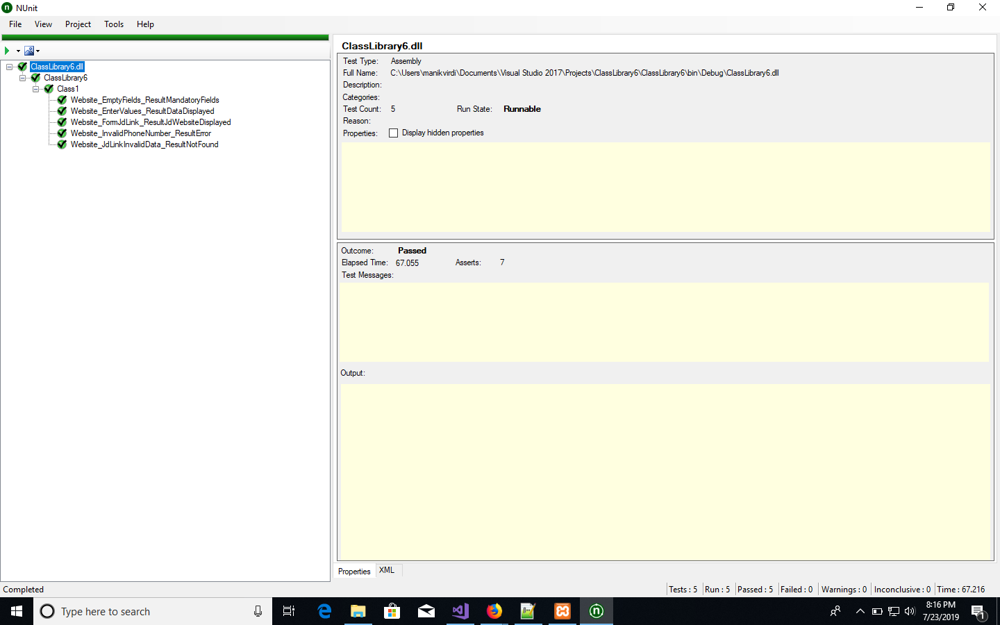 n NUnit
File View Project Tools Help
ClassLibrary6.dll
ClassLibrary6
Class1
Website_EmptyFields_ResultMandatoryFields
Website_EnterValues_ResultDataDisplayed
Website_FormJdLink_ResultJdWebsiteDisplayed
Website_InvalidPhoneNumber_ResultError
Website_JdLinkInvalidData_ResultNotFound
ClassLibrary6.dll
Test Type: Assembly
Full Name: C:\Users\manikvirdi\Documents\Visual Studio 2017\Projects\ClassLibrary6\ClassLibrary6\bin\Debug\ClassLibrary6.dll
Description:
Categories:
Test Count: 5 Run State: Runnable
Reason:
Properties: Display hidden properties
Outcome: Passed
Elapsed Time: 67.055 Asserts: 7
Test Messages:
Output:
Properties XML
Completed Tests : 5 Run : 5 Passed : 5 Failed : 0 Warnings : 0 Inconclusive : 0 Time : 67.216
Type here to search
8:16 PM
7/23/2019
1